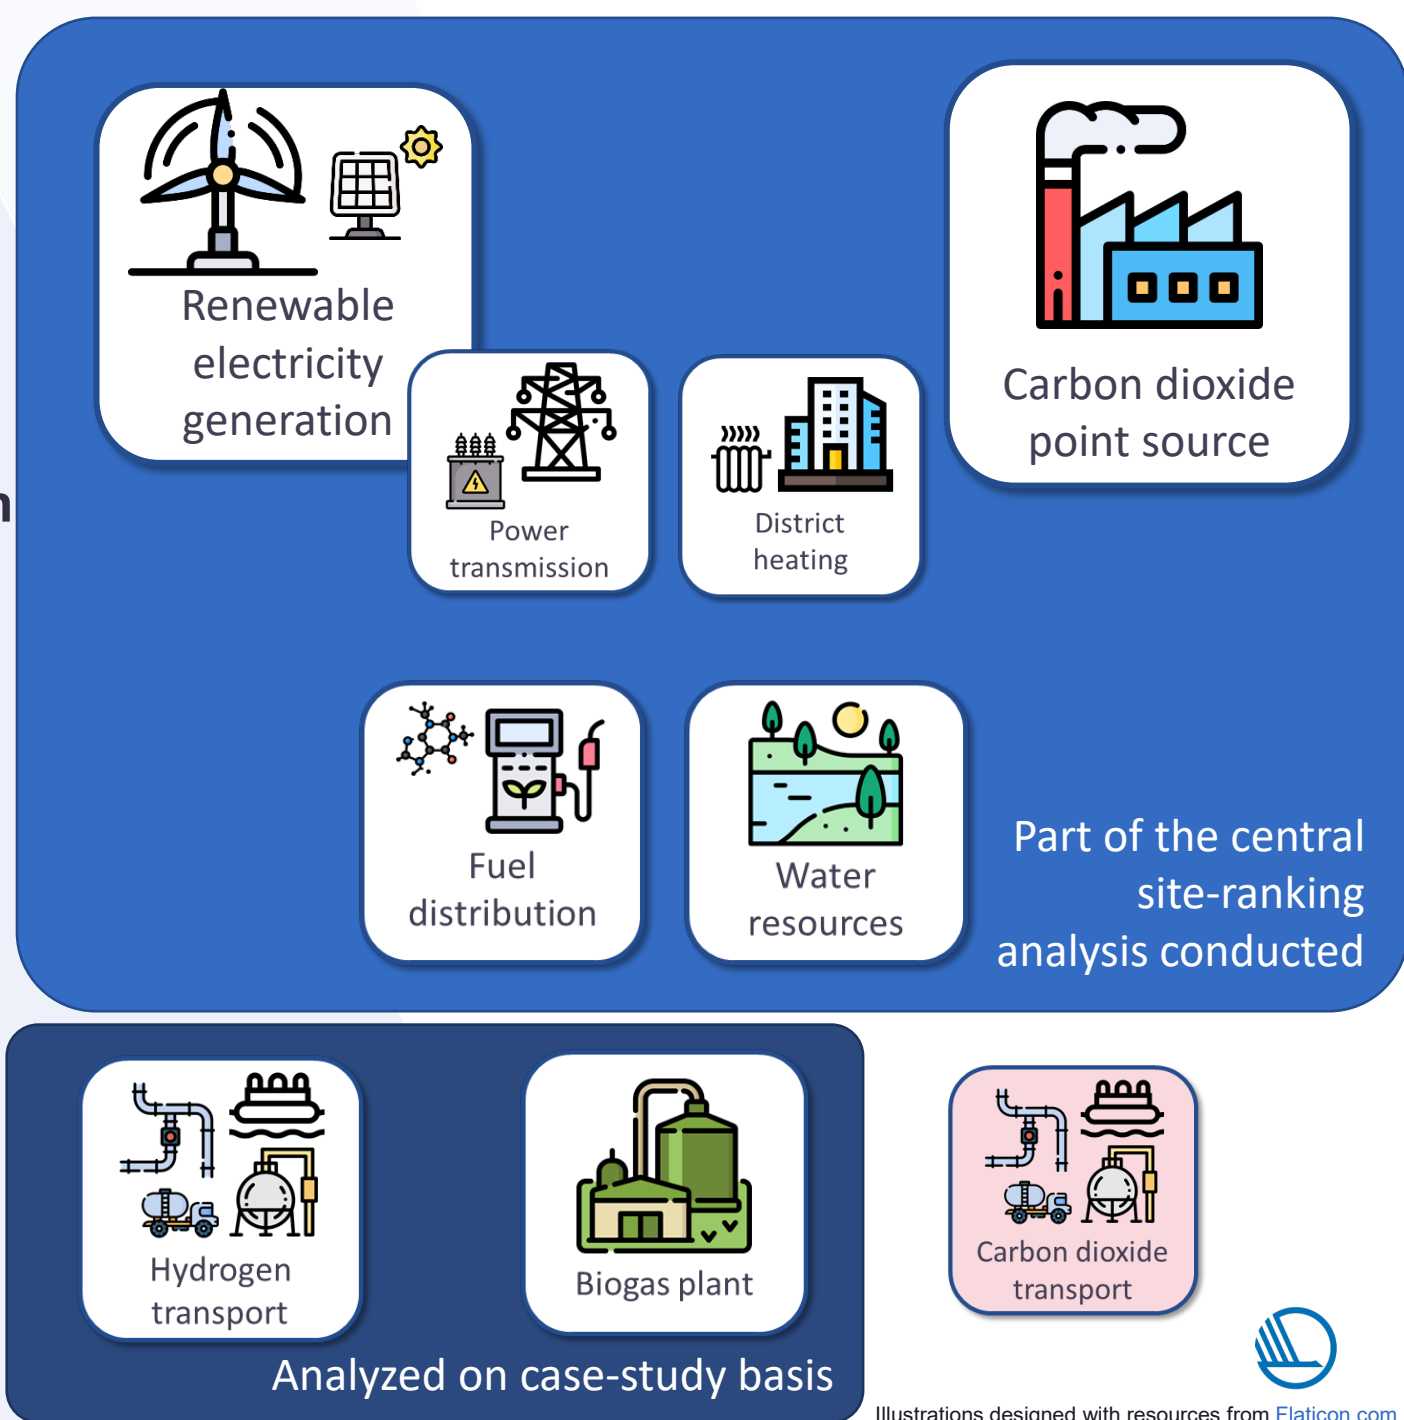 Renewable
electricity
generation
Carbon dioxide
point source
Power
transmission
District
heating
n
Fuel
distribution
Water
resources
Part of the central
site-ranking
analysis conducted
Hydrogen
transport
Biogas plant
Carbon dioxide
transport
Analyzed on case-study basis
Illustrations designed with resources from Flaticon.com